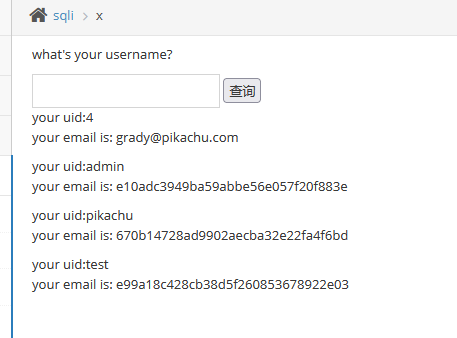 sqli > x
what's your username?
查询
your uid:4
your email is: grady@pikachu.com
your uid:admin
your email is: e10adc3949ba59abbe56e057f20f883e
your uid:pikachu
your email is: 670b14728ad9902aecba32e22fa4f6bd
your uid:test
your email is: e99a18c428cb38d5f260853678922e03